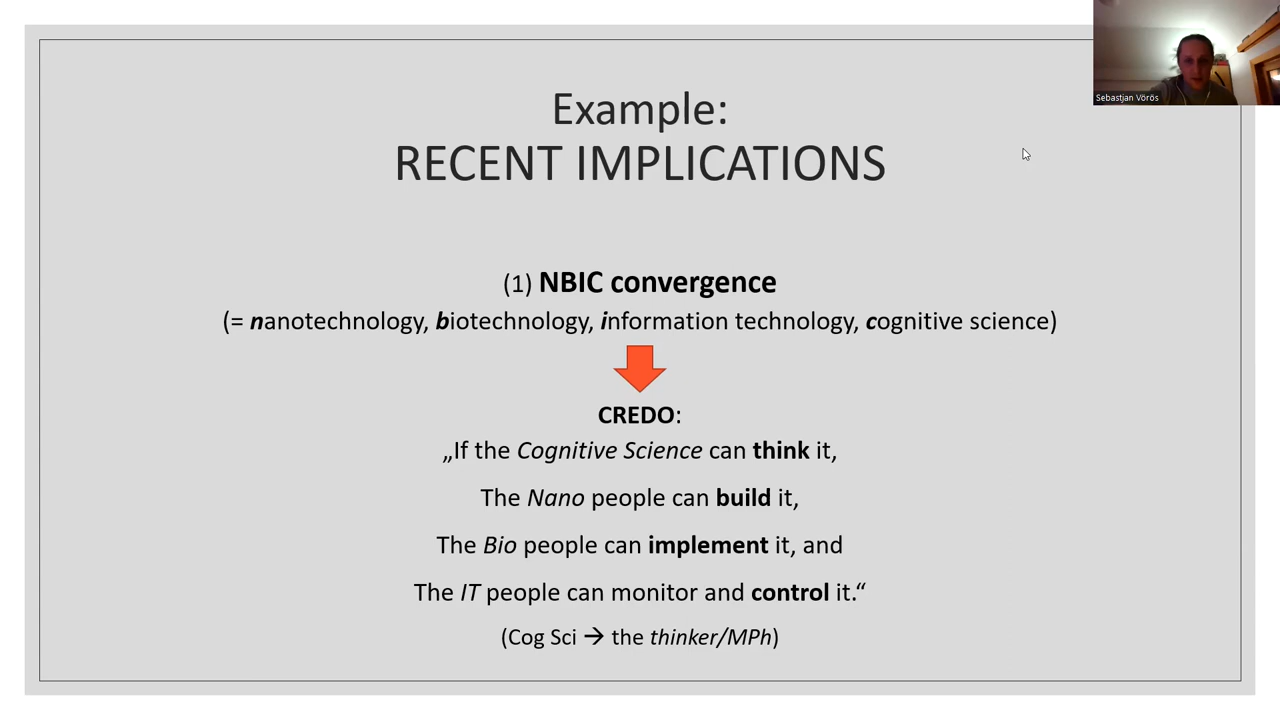 Sebastjan Vörös
Example:
RECENT IMPLICATIONS
(1) NBIC convergence
(= nanotechnology, biotechnology, information technology, cognitive science)
CREDO:
„If the Cognitive Science can think it,
The Nano people can build it,
The Bio people can implement it, and
The IT people can monitor and control it.“
(Cog Sci → the thinker/MPh)